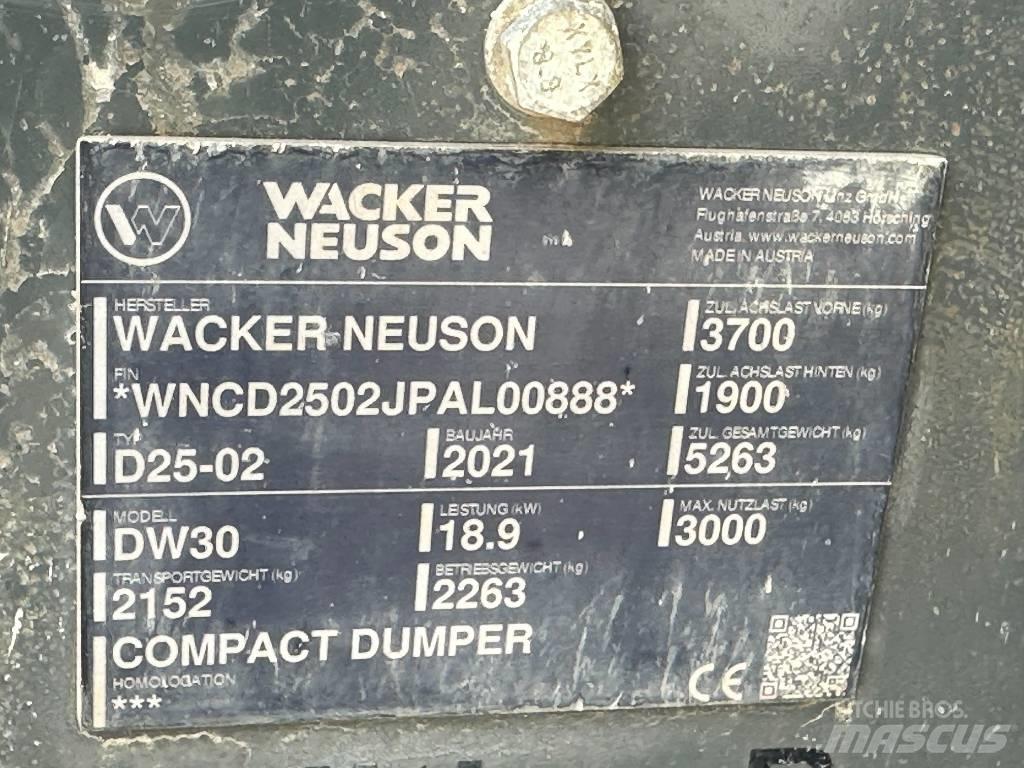 XYLX
8.8
WACKER
NEUSON
WACKER NEUSON Linz GmbH
Flughafenstraße 7, 4063 Hörsching
Austria, www.wackerneuson.com
MADE IN AUSTRIA
HERSTELLER
WACKER NEUSON
ZUL. ACHSLAST VORNE (kg)
3700
FIN
*WNCD2502JPAL00888*
ZUL. ACHSLAST HINTEN (kg)
1900
TYP
D25-02
BAUJAHR
2021
ZUL. GESAMTGEWICHT (kg)
5263
MODELL
DW30
LEISTUNG (kW)
18.9
MAX. NUTZLAST (kg)
3000
TRANSPORTGEWICHT (kg)
2152
BETRIEBSGEWICHT (kg)
2263
COMPACT DUMPER
HOMOLOGATION
***
CE
RITCHIE BROS.
MASCUS